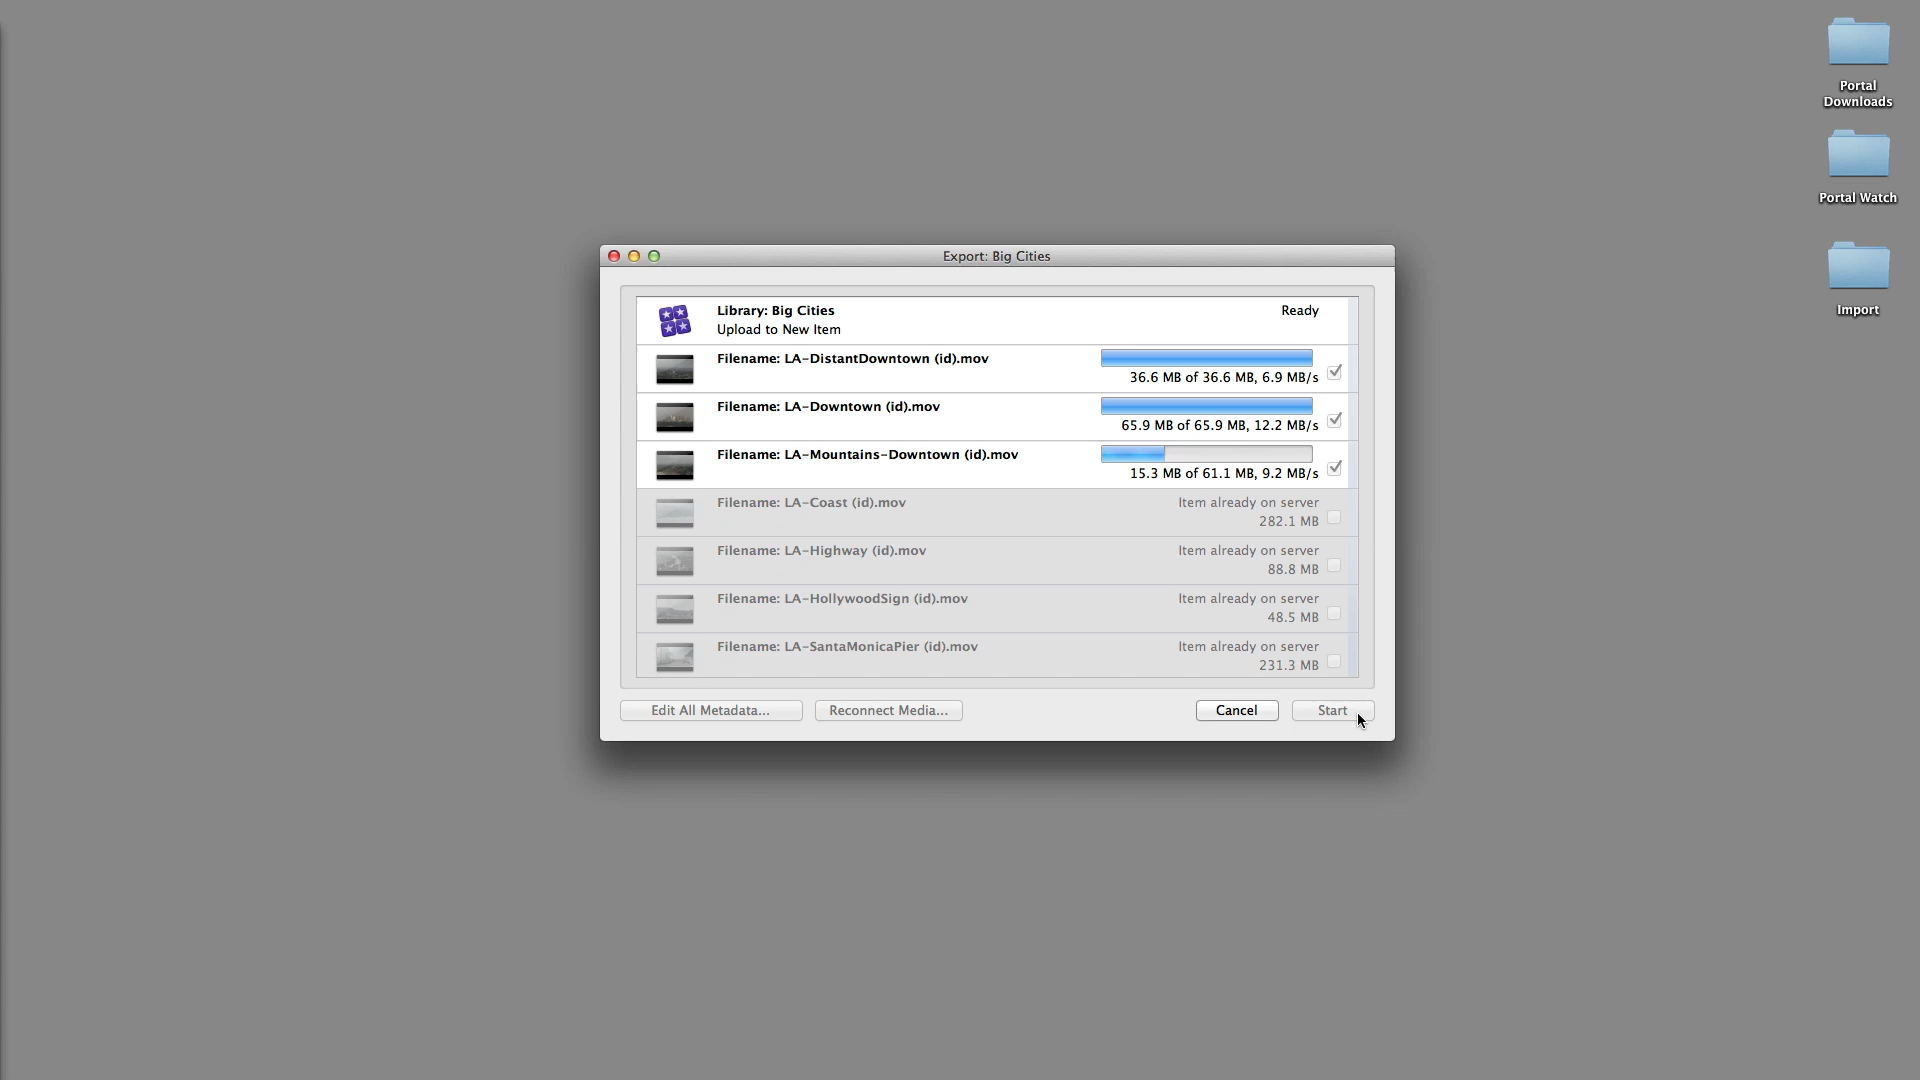 Portal
Downloads
Portal Watch
Import
Export: Big Cities
Library: Big Cities
Ready
Upload to New Item
Filename: LA-DistantDowntown (id).mov
36.6 MB of 36.6 MB, 6.9 MB/s
Filename: LA-Downtown (id).mov
65.9 MB of 65.9 MB, 12.2 MB/s
Filename: LA-Mountains-Downtown (id).mov
15.3 MB of 61.1 MB, 9.2 MB/s
Filename: LA-Coast (id).mov
Item already on server
282.1 MB
Filename: LA-Highway (id).mov
Item already on server
88.8 MB
Filename: LA-HollywoodSign (id).mov
Item already on server
48.5 MB
Filename: LA-SantaMonicaPier (id).mov
Item already on server
231.3 MB
Edit All Metadata...
Reconnect Media...
Cancel
Start